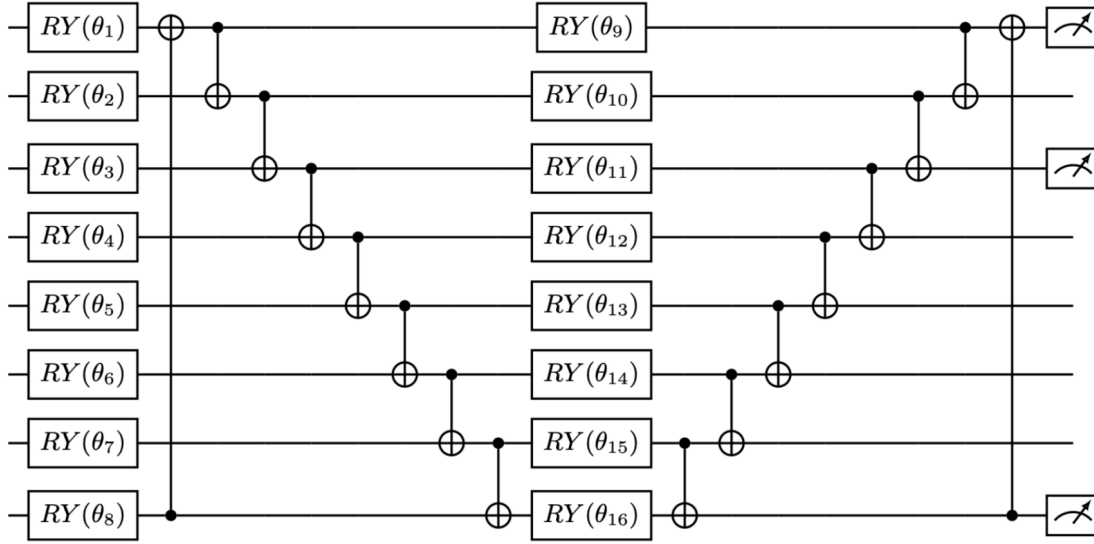 RY(θ₁) RY(θ₉)
RY(θ₂) RY(θ₁₀)
RY(θ₃) RY(θ₁₁)
RY(θ₄) RY(θ₁₂)
RY(θ₅) RY(θ₁₃)
RY(θ₆) RY(θ₁₄)
RY(θ₇) RY(θ₁₅)
RY(θ₈) RY(θ₁₆)